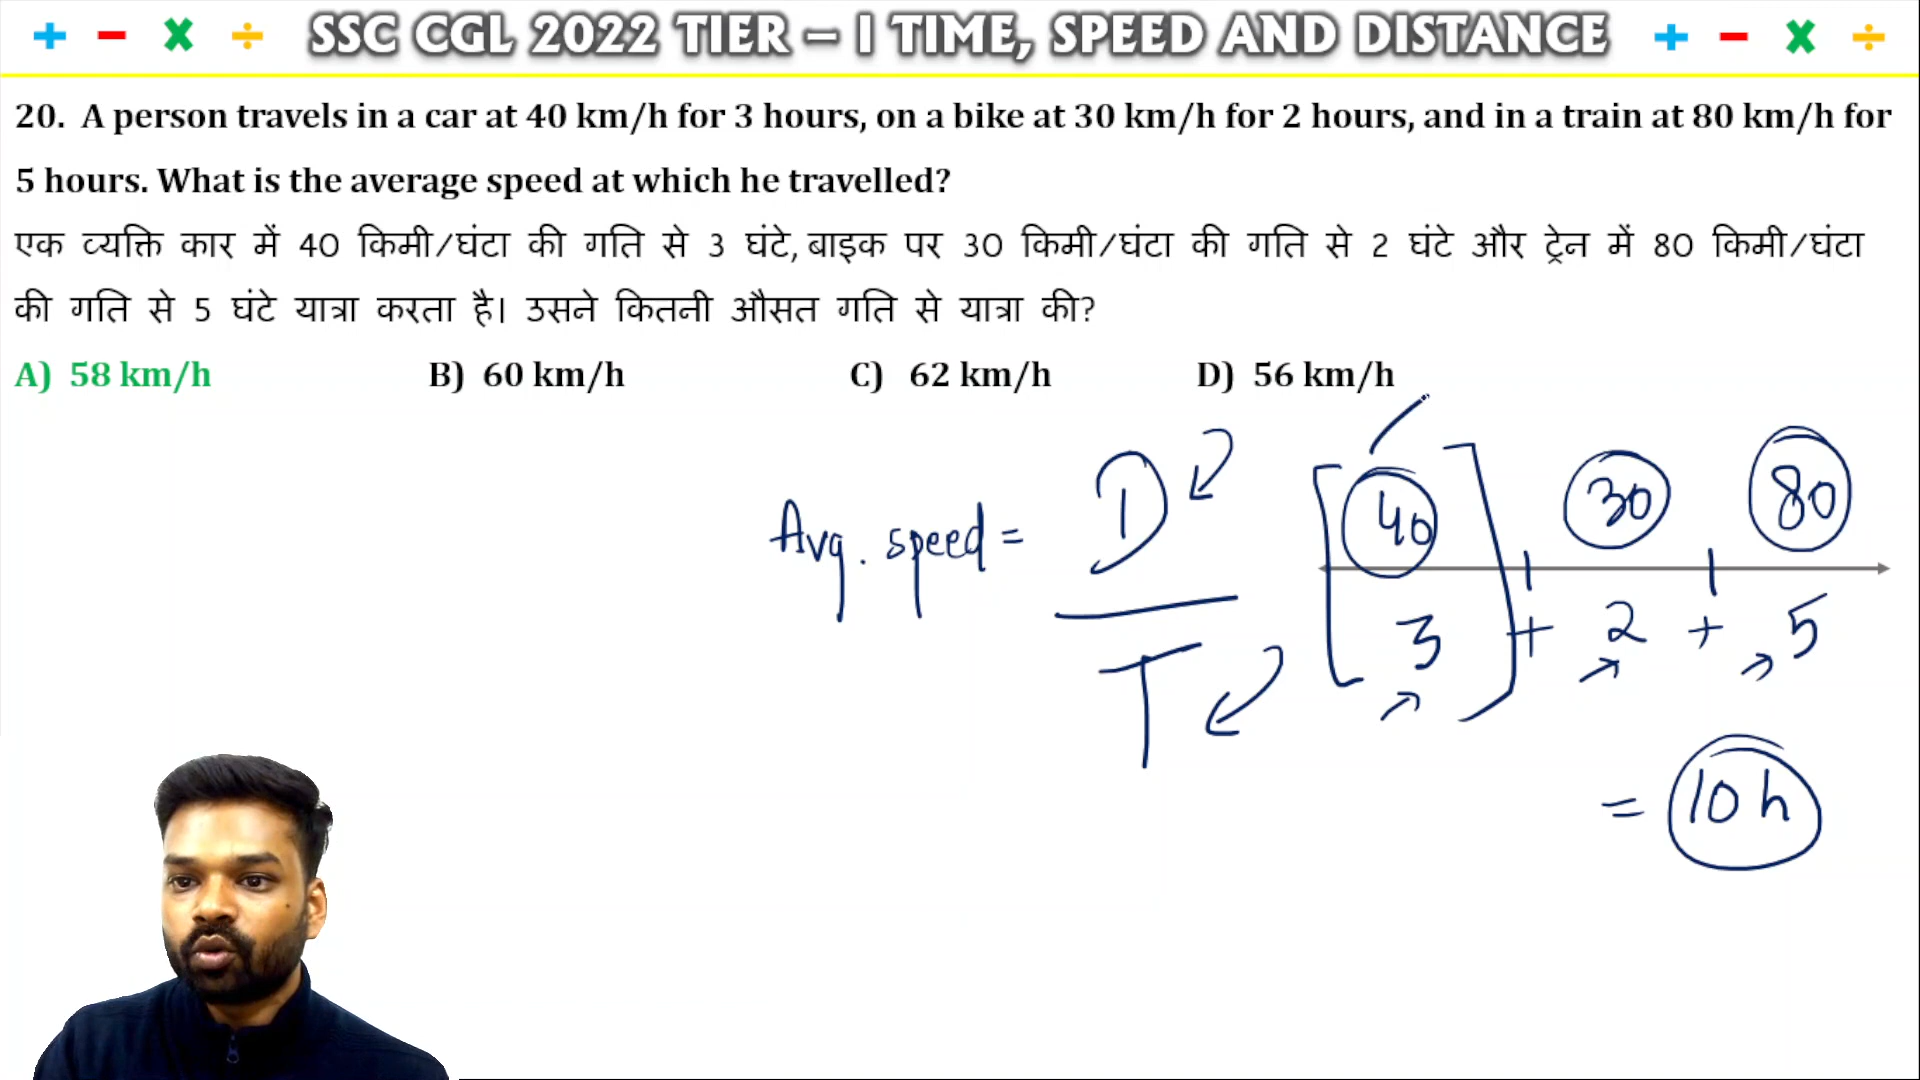 + - × ÷ SSC CGL 2022 TIER – I TIME, SPEED AND DISTANCE + - × ÷
20. A person travels in a car at 40 km/h for 3 hours, on a bike at 30 km/h for 2 hours, and in a train at 80 km/h for
5 hours. What is the average speed at which he travelled?
एक व्यक्ति कार में 40 किमी/घंटा की गति से 3 घंटे, बाइक पर 30 किमी/घंटा की गति से 2 घंटे और ट्रेन में 80 किमी/घंटा
की गति से 5 घंटे यात्रा करता है। उसने कितनी औसत गति से यात्रा की?
A) 58 km/h B) 60 km/h C) 62 km/h D) 56 km/h
Avg. speed = D / T
[40 30 80
3] + 2 + 5
= 10 h